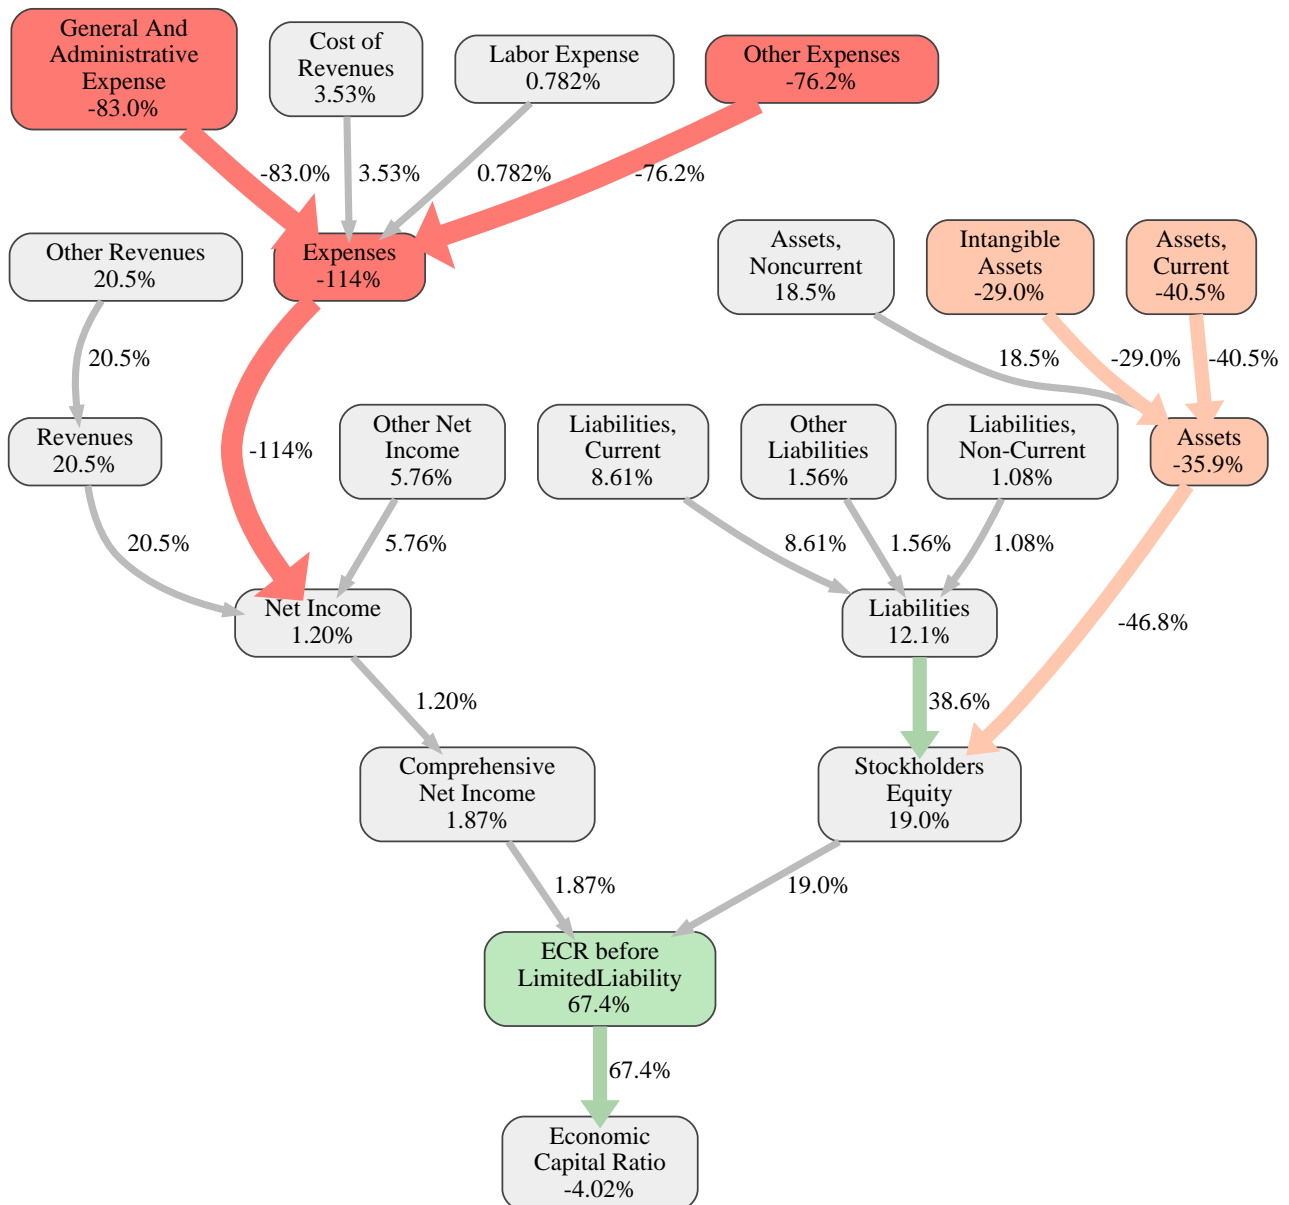 General And
Administrative
Expense
-83.0%
Cost of
Revenues
3.53%
Labor Expense
0.782%
Other Expenses
-76.2%
-83.0%
3.53%
0.782%
-76.2%
Other Revenues
20.5%
Expenses
-114%
Assets,
Noncurrent
18.5%
Intangible
Assets
-29.0%
Assets,
Current
-40.5%
20.5%
18.5%
-29.0%
-40.5%
Revenues
20.5%
-114%
Other Net
Income
5.76%
Liabilities,
Current
8.61%
Other
Liabilities
1.56%
Liabilities,
Non-Current
1.08%
Assets
-35.9%
20.5%
5.76%
8.61%
1.56%
1.08%
Net Income
1.20%
Liabilities
12.1%
-46.8%
1.20%
38.6%
Comprehensive
Net Income
1.87%
Stockholders
Equity
19.0%
1.87%
19.0%
ECR before
LimitedLiability
67.4%
67.4%
Economic
Capital Ratio
-4.02%